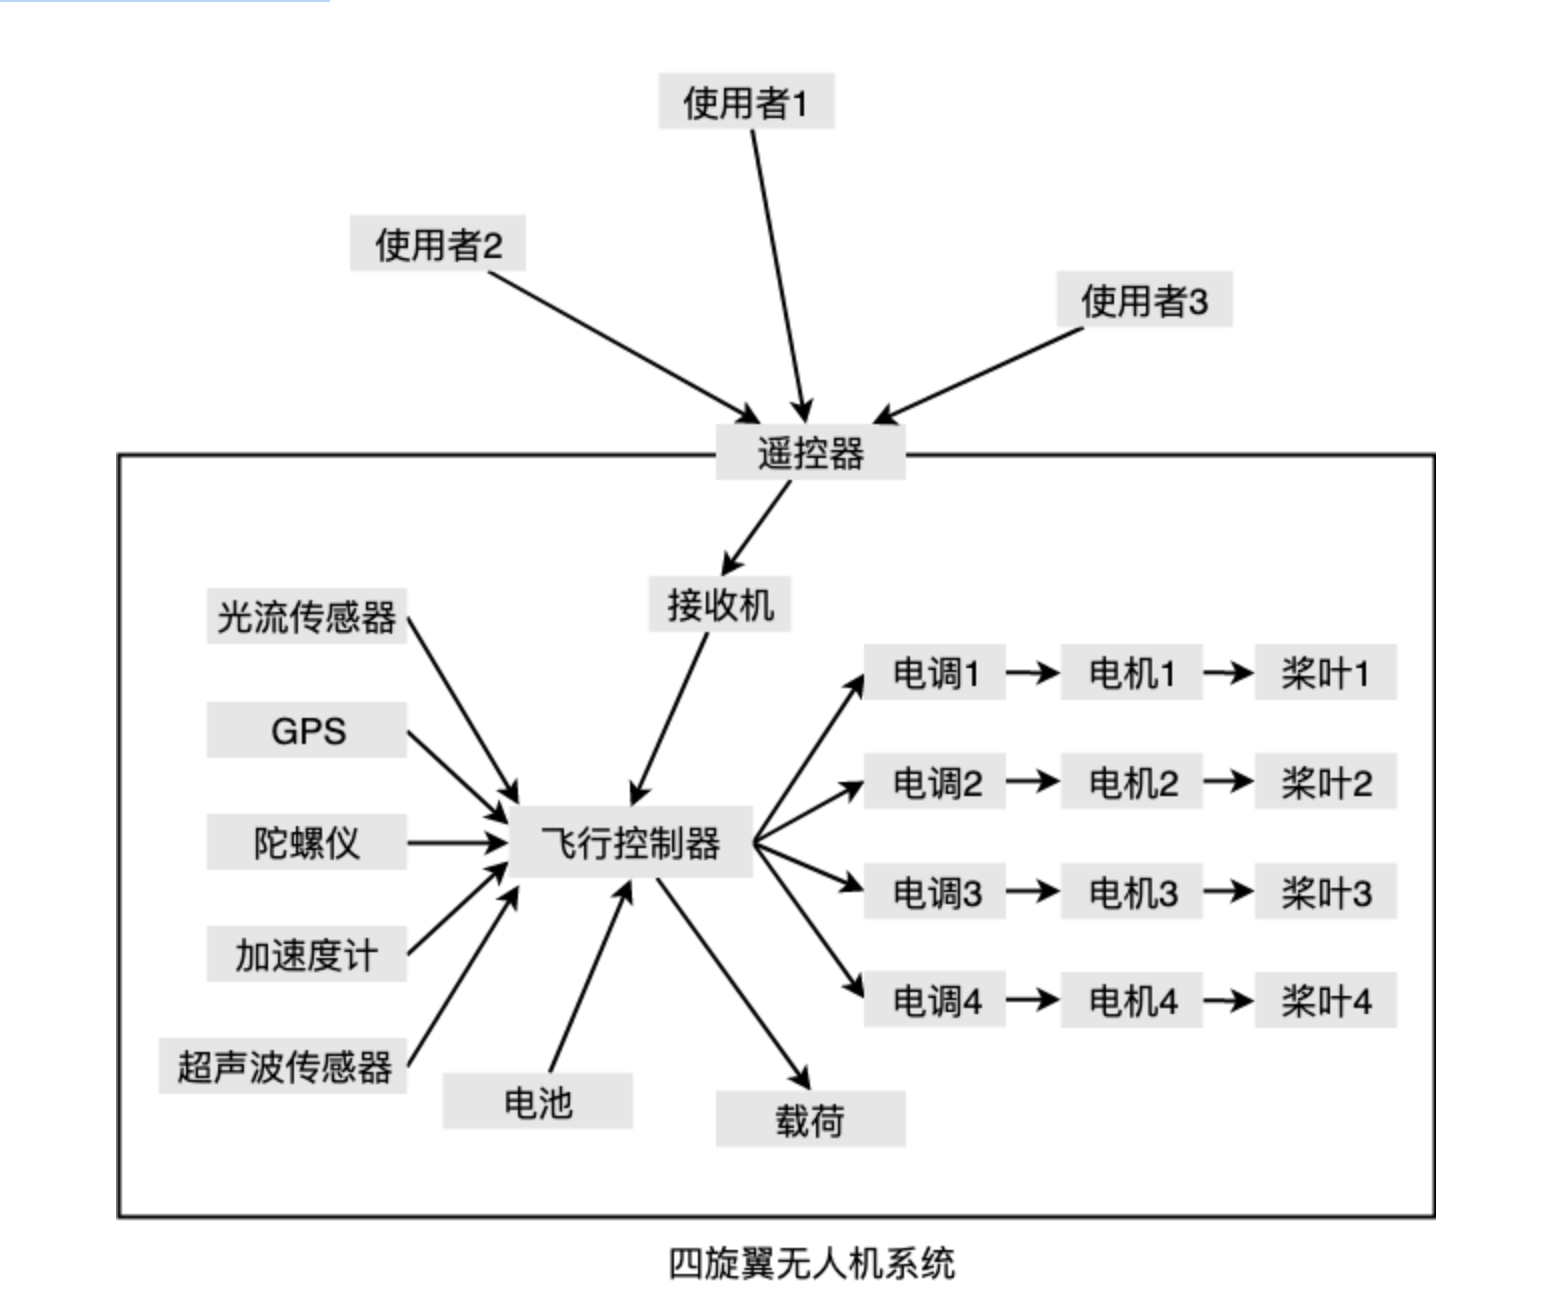 使用者1
使用者2
使用者3
遥控器
接收机
光流传感器
GPS
陀螺仪
加速度计
超声波传感器
飞行控制器
电池
载荷
电调1
电机1
桨叶1
电调2
电机2
桨叶2
电调3
电机3
桨叶3
电调4
电机4
桨叶4
四旋翼无人机系统